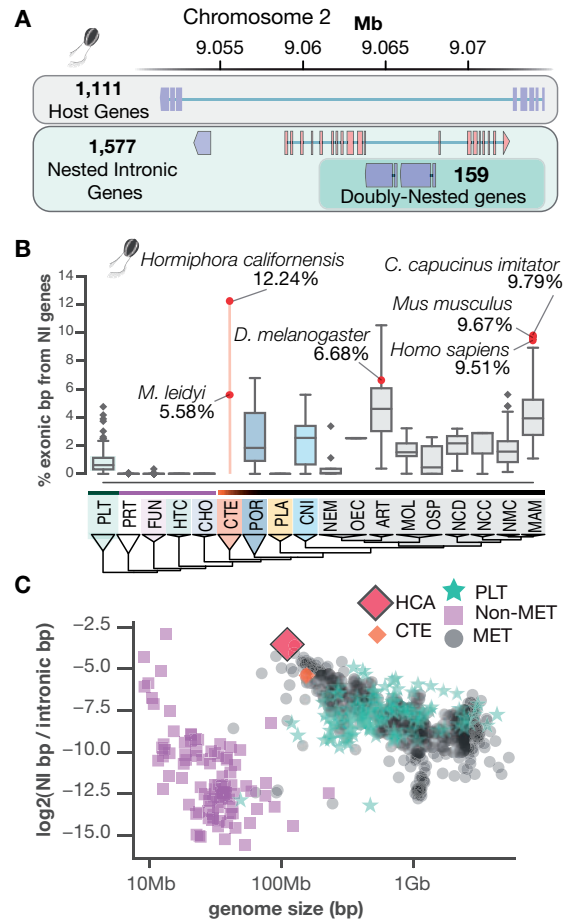 A
Chromosome 2 Mb
9.055 9.06 9.065 9.07
1,111
Host Genes
1,577
Nested Intronic
Genes
159
Doubly-Nested genes
B
Hormiphora californensis
12.24%
C. capucinus imitator
9.79%
Mus musculus
9.67%
D. melanogaster
6.68%
Homo sapiens
9.51%
M. leidyi
5.58%
% exonic bp from NI genes
14
12
10
8
6
4
2
0
PLT PRT FUN HTC CHO CTE POR PLA CNI NEM OEC ART MOL OSP NCD NCC NMC MAM
C
HCA
CTE
PLT
Non-MET
MET
log2(NI bp / intronic bp)
−2.5
−5.0
−7.5
−10.0
−12.5
−15.0
10Mb 100Mb 1Gb
genome size (bp)